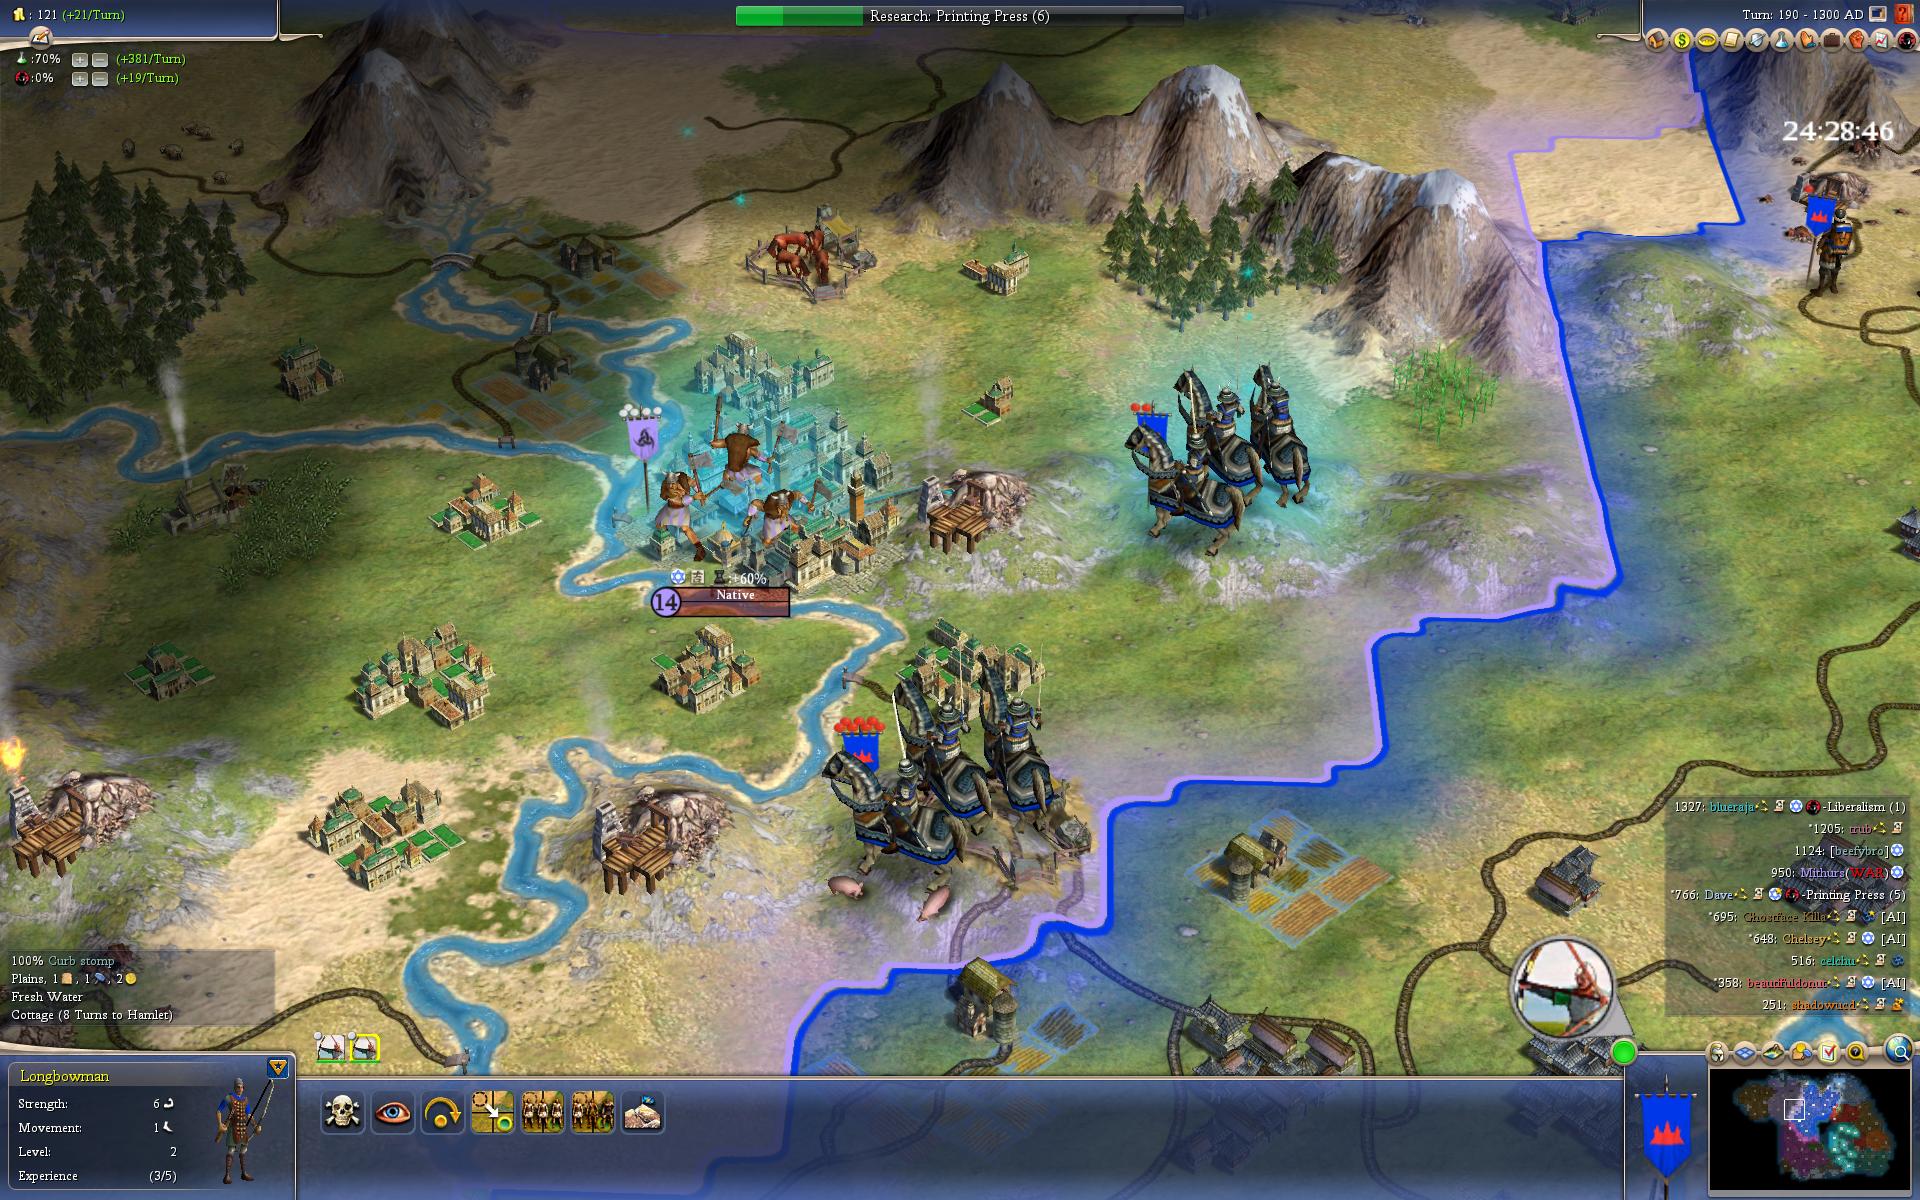 : 121 (+21/Turn)
Research: Printing Press (6)
Turn: 190 - 1300 AD
:70% (+381/Turn)
:0% (+19/Turn)
24:28:46
:+60%
14 Native
1327: blueraja -Liberalism (1)
*1205: trub
1124: [beefybro]
950: Mithurs(WAR)
*766: Dave -Printing Press (5)
*695: Ghostface Killa [AI]
*648: Chelsey [AI]
516: celchu
*358: beautifuldonut [AI]
251: shadowucd
100% Curb stomp
Plains, 1, 1, 2
Fresh Water
Cottage (8 Turns to Hamlet)
Longbowman
Strength: 6
Movement: 1
Level: 2
Experience (3/5)